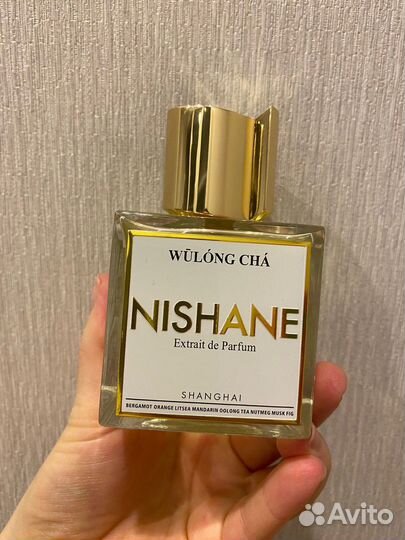 WŪLÓNG CHÁ
NISHANE
Extrait de Parfum
SHANGHAI
BERGAMOT ORANGE LITSEA MANDARIN OOLONG TEA NUTMEG MUSK FIG
Avito